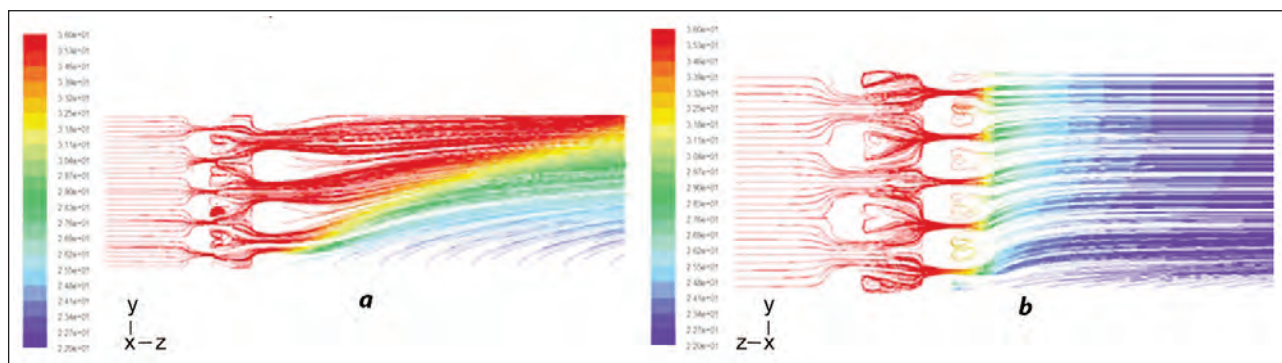 3.60e+01
3.53e+01
3.46e+01
3.39e+01
3.32e+01
3.25e+01
3.18e+01
3.11e+01
3.04e+01
2.97e+01
2.90e+01
2.83e+01
2.76e+01
2.69e+01
2.62e+01
2.55e+01
2.48e+01
2.41e+01
2.34e+01
2.27e+01
2.20e+01
y
x z
a
3.60e+01
3.53e+01
3.46e+01
3.39e+01
3.32e+01
3.25e+01
3.18e+01
3.11e+01
3.04e+01
2.97e+01
2.90e+01
2.83e+01
2.76e+01
2.69e+01
2.62e+01
2.55e+01
2.48e+01
2.41e+01
2.34e+01
2.27e+01
2.20e+01
y
z x
b